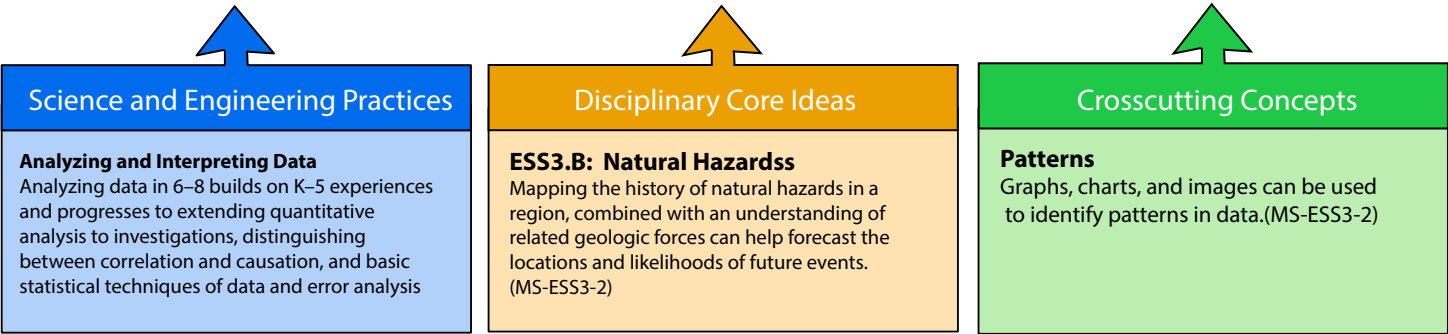 Science and Engineering Practices
Analyzing and Interpreting Data
Analyzing data in 6–8 builds on K–5 experiences
and progresses to extending quantitative
analysis to investigations, distinguishing
between correlation and causation, and basic
statistical techniques of data and error analysis
Disciplinary Core Ideas
ESS3.B: Natural Hazardss
Mapping the history of natural hazards in a
region, combined with an understanding of
related geologic forces can help forecast the
locations and likelihoods of future events.
(MS-ESS3-2)
Crosscutting Concepts
Patterns
Graphs, charts, and images can be used
to identify patterns in data.(MS-ESS3-2)